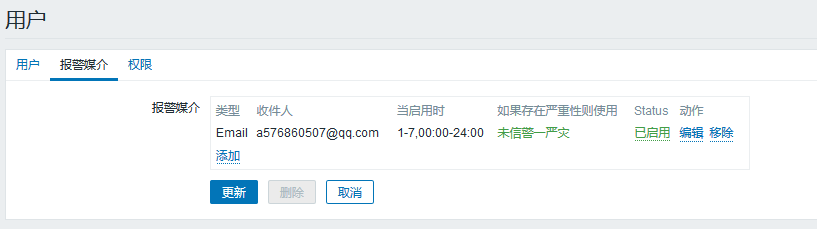 用户
用户 报警媒介 权限
报警媒介 类型 收件人 当启用时 如果存在严重性则使用 Status 动作
Email a576860507@qq.com 1-7,00:00-24:00 未信警一严灾 已启用 编辑 移除
添加
更新 删除 取消